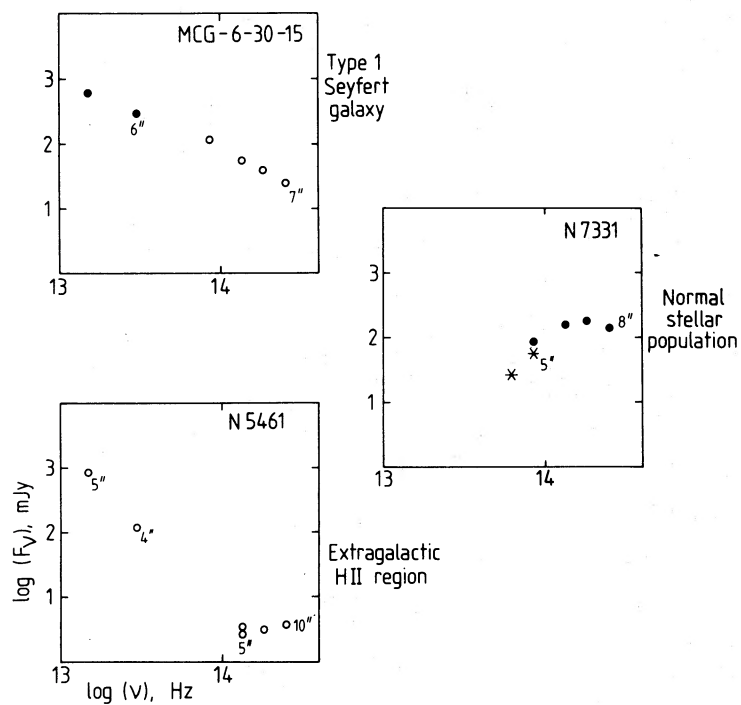 MCG-6-30-15
Type 1
Seyfert
galaxy
3
2
1
6"
7"
13
14
N 7331
Normal
stellar
population
3
2
1
8"
5"
13
14
N 5461
Extragalactic
HII region
log (Fν), mJy
3
2
1
5"
4"
5"
10"
13
14
log (ν), Hz